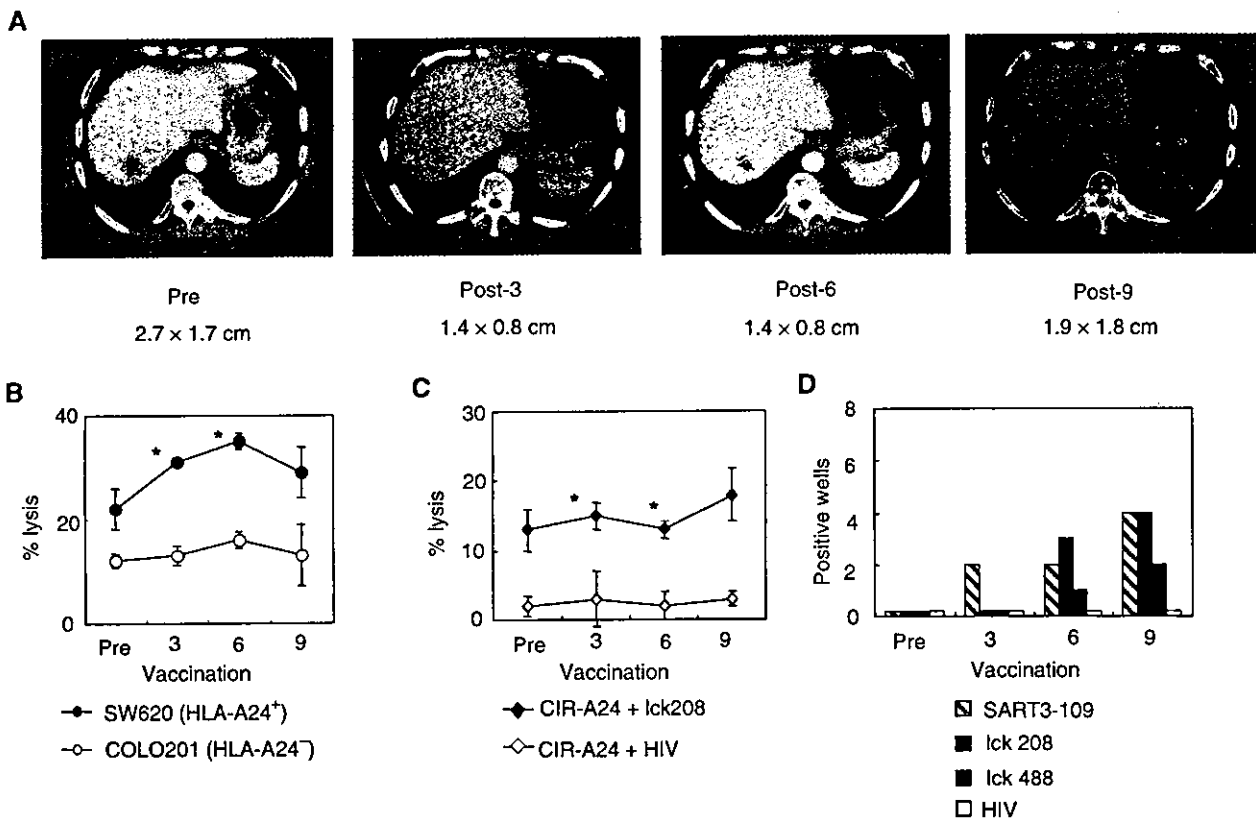 A
Pre
2.7 × 1.7 cm
Post-3
1.4 × 0.8 cm
Post-6
1.4 × 0.8 cm
Post-9
1.9 × 1.8 cm
B
40
20
0
% lysis
*
*
Pre 3 6 9
Vaccination
SW620 (HLA-A24⁺)
COLO201 (HLA-A24⁻)
C
30
20
10
0
% lysis
*
*
Pre 3 6 9
Vaccination
CIR-A24 + lck208
CIR-A24 + HIV
D
8
6
4
2
0
Positive wells
Pre 3 6 9
Vaccination
SART3-109
lck 208
lck 488
HIV